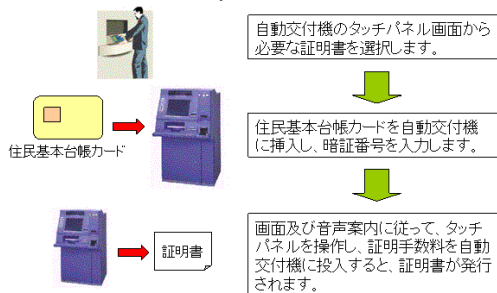 自動交付機のタッチパネル画面から
必要な証明書を選択します。
住民基本台帳カード
住民基本台帳カードを自動交付機
に挿入し、暗証番号を入力します。
証明書
画面及び音声案内に従って、タッチ
パネルを操作し、証明手数料を自動
交付機に投入すると、証明書が発行
されます。